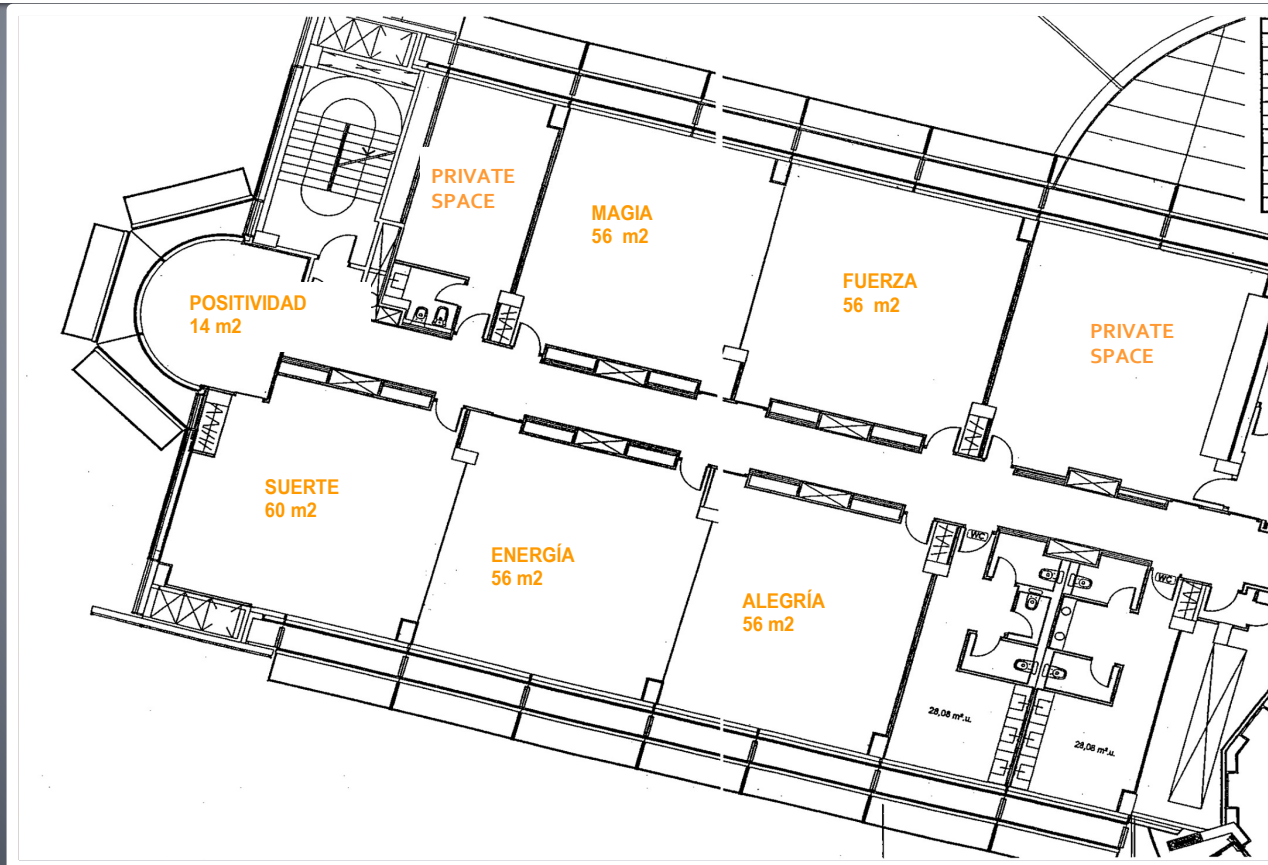 PRIVATE
SPACE
MAGIA
56 m2
FUERZA
56 m2
POSITIVIDAD
14 m2
PRIVATE
SPACE
SUERTE
60 m2
WC
ENERGÍA
56 m2
WC
ALEGRÍA
56 m2
28,08 m².u.
28,08 m².u.